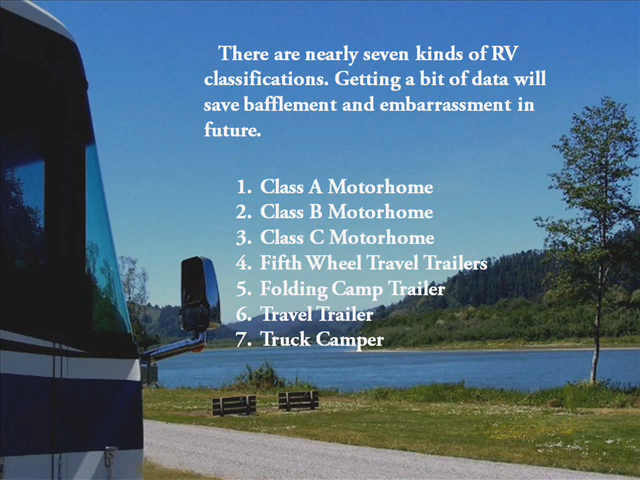 There are nearly seven kinds of RV
classifications. Getting a bit of data will
save bafflement and embarrassment in
future.
1. Class A Motorhome
2. Class B Motorhome
3. Class C Motorhome
4. Fifth Wheel Travel Trailers
5. Folding Camp Trailer
6. Travel Trailer
7. Truck Camper